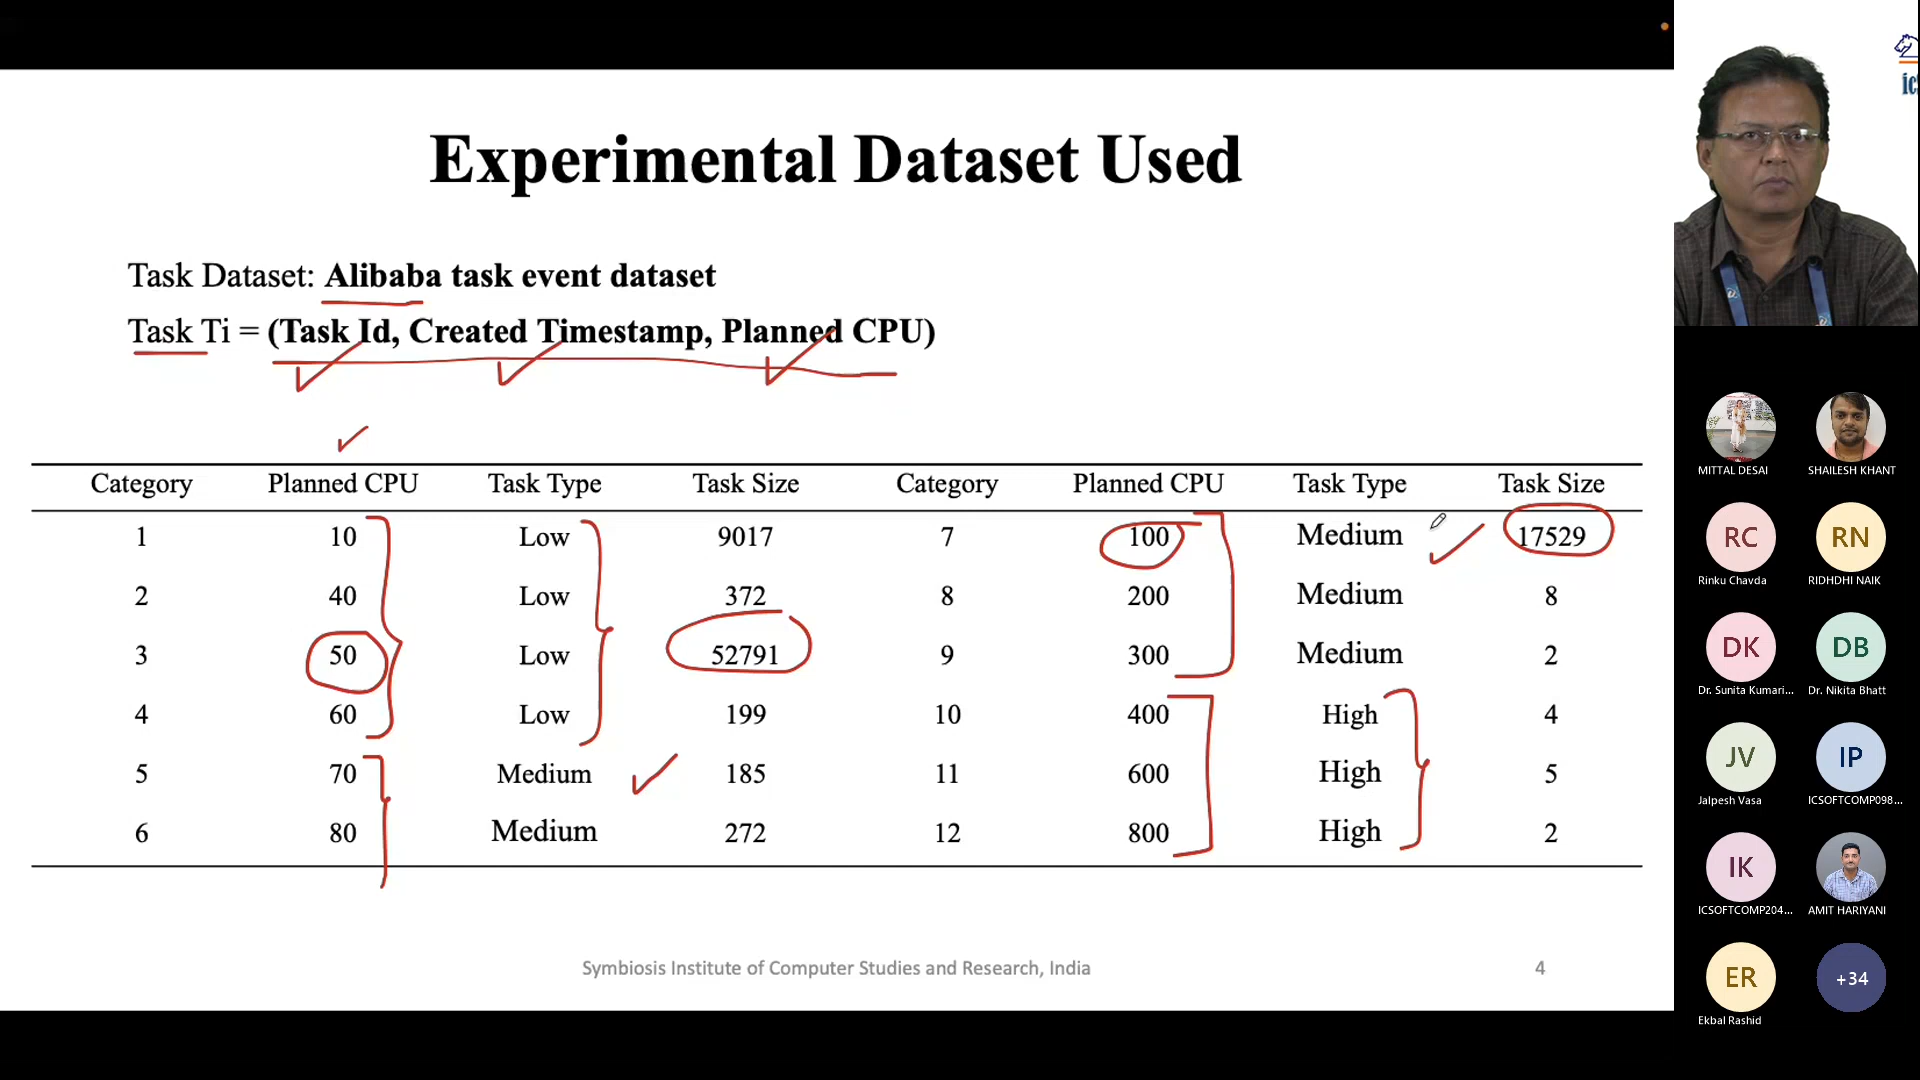 Experimental Dataset Used
Task Dataset: Alibaba task event dataset
Task Ti = (Task Id, Created Timestamp, Planned CPU)
Category Planned CPU Task Type Task Size Category Planned CPU Task Type Task Size
1 10 Low 9017 7 100 Medium 17529
2 40 Low 372 8 200 Medium 8
3 50 Low 52791 9 300 Medium 2
4 60 Low 199 10 400 High 4
5 70 Medium 185 11 600 High 5
6 80 Medium 272 12 800 High 2
Symbiosis Institute of Computer Studies and Research, India 4
ic
MITTAL DESAI SHAILESH KHANT
RC RN
Rinku Chavda RIDHDHI NAIK
DK DB
Dr. Sunita Kumari... Dr. Nikita Bhatt
JV IP
Jalpesh Vasa ICSOFTCOMP098...
IK
ICSOFTCOMP204... AMIT HARIYANI
ER +34
Ekbal Rashid